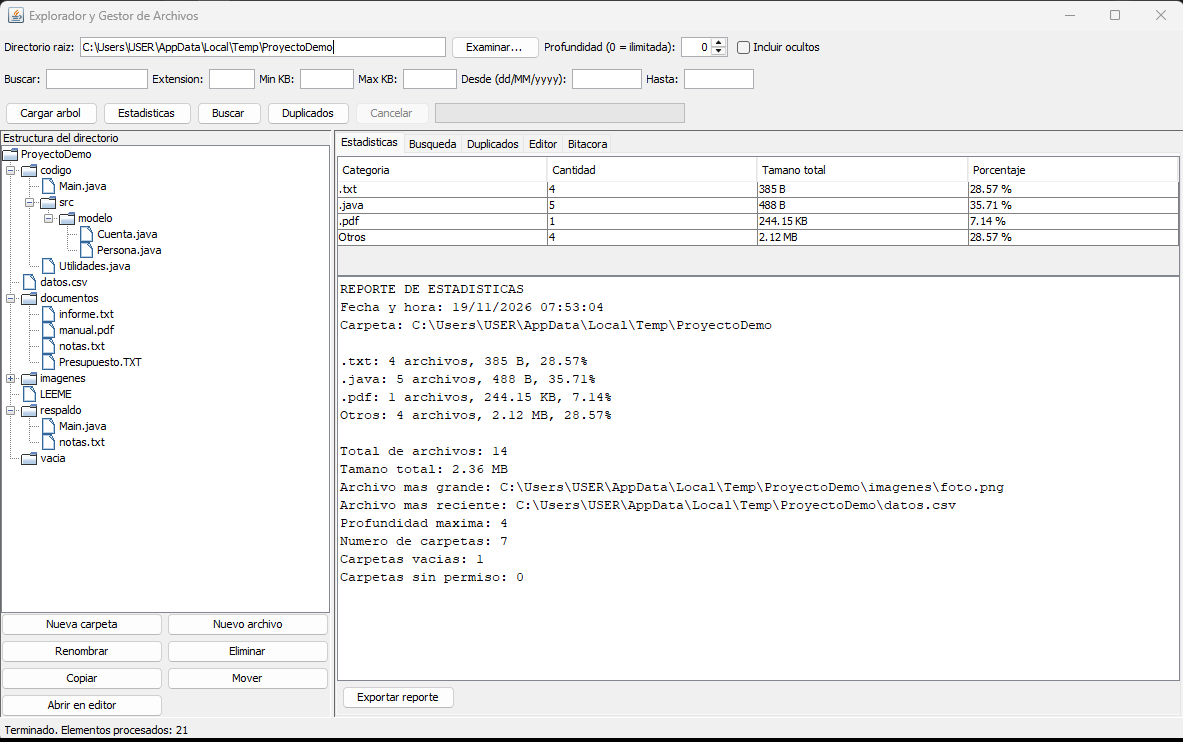 Explorador y Gestor de Archivos
Directorio raiz: C:\Users\USER\AppData\Local\Temp\ProyectoDemo Examinar... Profundidad (0 = ilimitada): 0 Incluir ocultos
Buscar: Extension: Min KB: Max KB: Desde (dd/MM/yyyy): Hasta:
Cargar arbol Estadisticas Buscar Duplicados Cancelar
Estructura del directorio
ProyectoDemo
codigo
Main.java
src
modelo
Cuenta.java
Persona.java
Utilidades.java
datos.csv
documentos
informe.txt
manual.pdf
notas.txt
Presupuesto.TXT
imagenes
LEEME
respaldo
Main.java
notas.txt
vacia
Nueva carpeta Nuevo archivo
Renombrar Eliminar
Copiar Mover
Abrir en editor
Estadisticas Busqueda Duplicados Editor Bitacora
Categoria Cantidad Tamano total Porcentaje
.txt 4 385 B 28.57 %
.java 5 488 B 35.71 %
.pdf 1 244.15 KB 7.14 %
Otros 4 2.12 MB 28.57 %
REPORTE DE ESTADISTICAS
Fecha y hora: 19/11/2026 07:53:04
Carpeta: C:\Users\USER\AppData\Local\Temp\ProyectoDemo
.txt: 4 archivos, 385 B, 28.57%
.java: 5 archivos, 488 B, 35.71%
.pdf: 1 archivos, 244.15 KB, 7.14%
Otros: 4 archivos, 2.12 MB, 28.57%
Total de archivos: 14
Tamano total: 2.36 MB
Archivo mas grande: C:\Users\USER\AppData\Local\Temp\ProyectoDemo\imagenes\foto.png
Archivo mas reciente: C:\Users\USER\AppData\Local\Temp\ProyectoDemo\datos.csv
Profundidad maxima: 4
Numero de carpetas: 7
Carpetas vacias: 1
Carpetas sin permiso: 0
Exportar reporte
Terminado. Elementos procesados: 21